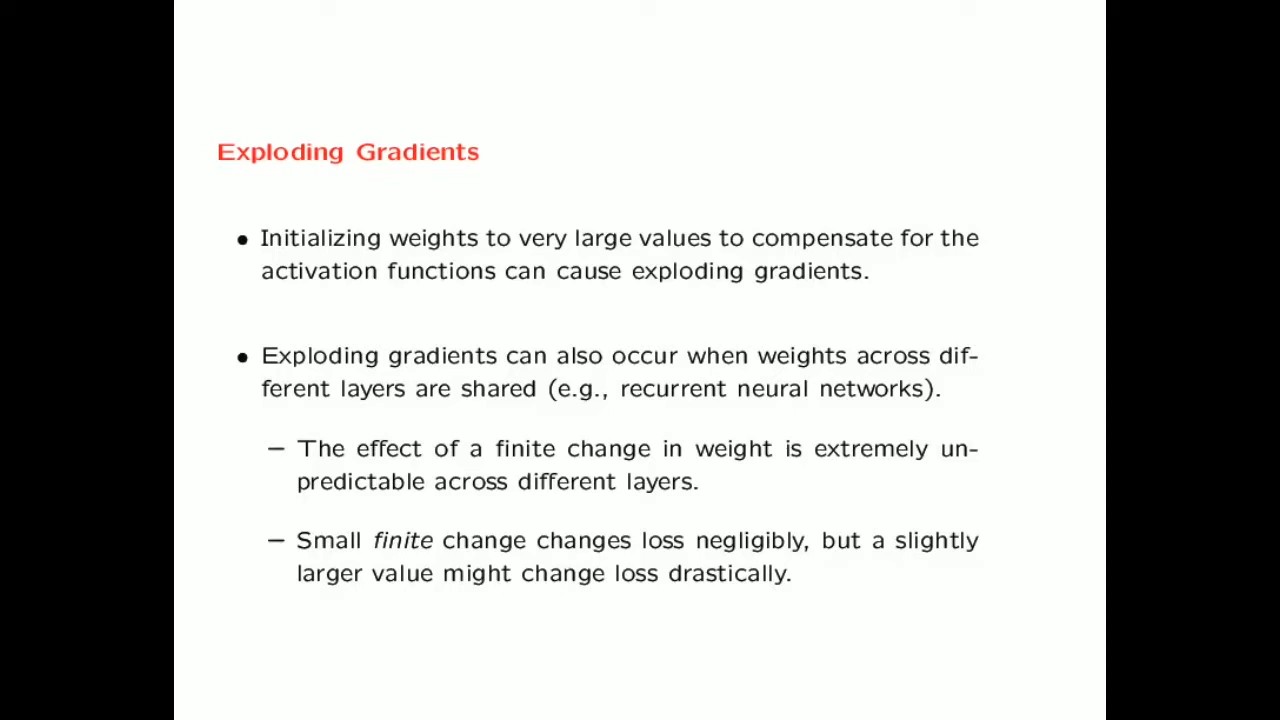 Exploding Gradients
• Initializing weights to very large values to compensate for the
activation functions can cause exploding gradients.
• Exploding gradients can also occur when weights across dif-
ferent layers are shared (e.g., recurrent neural networks).
– The effect of a finite change in weight is extremely un-
predictable across different layers.
– Small finite change changes loss negligibly, but a slightly
larger value might change loss drastically.